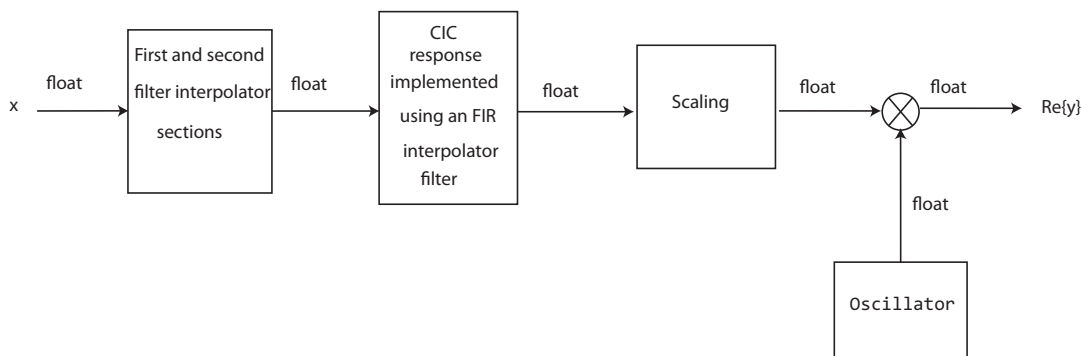 x
float
First and second
filter interpolator
sections
float
CIC
response
implemented
using an FIR
interpolator
filter
float
Scaling
float
float
Re{y}
float
Oscillator